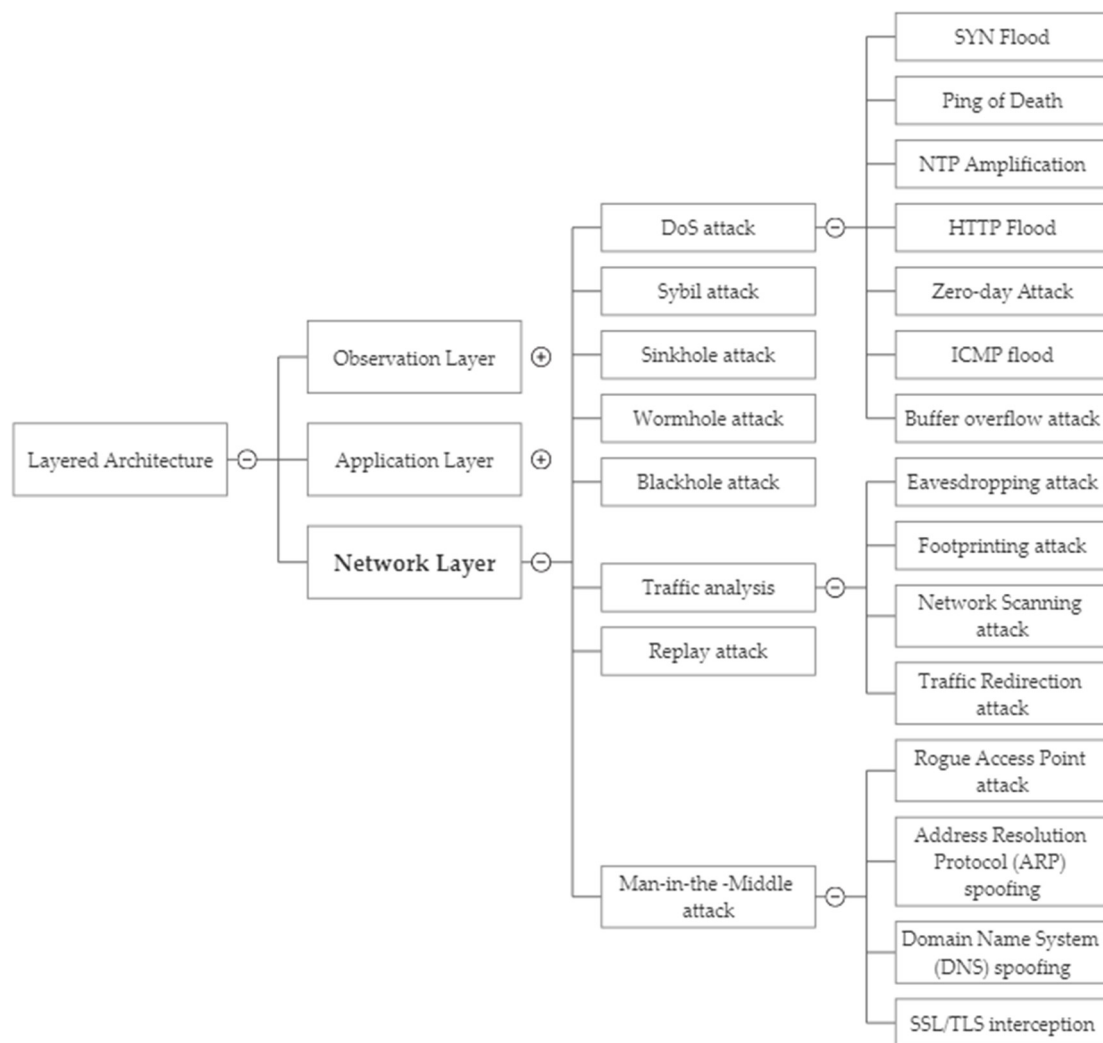 Layered Architecture
Observation Layer
Application Layer
Network Layer
DoS attack
Sybil attack
Sinkhole attack
Wormhole attack
Blackhole attack
Traffic analysis
Replay attack
Man-in-the -Middle
attack
SYN Flood
Ping of Death
NTP Amplification
HTTP Flood
Zero-day Attack
ICMP flood
Buffer overflow attack
Eavesdropping attack
Footprinting attack
Network Scanning
attack
Traffic Redirection
attack
Rogue Access Point
attack
Address Resolution
Protocol (ARP)
spoofing
Domain Name System
(DNS) spoofing
SSL/TLS interception